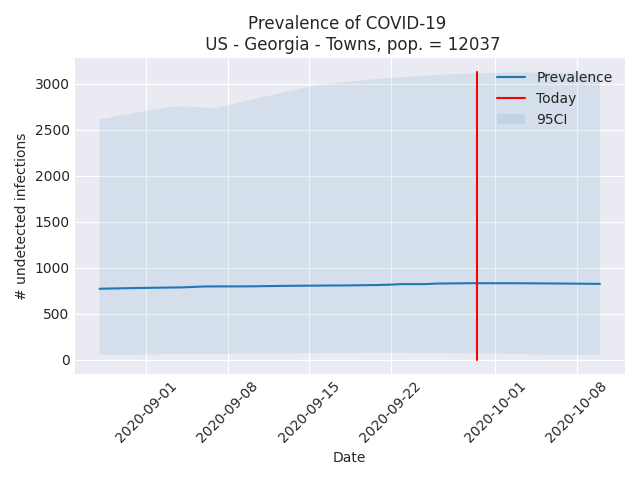 Prevalence of COVID-19
US - Georgia - Towns, pop. = 12037
Prevalence
Today
95CI
# undetected infections
3000
2500
2000
1500
1000
500
0
2020-09-01
2020-09-08
2020-09-15
2020-09-22
2020-10-01
2020-10-08
Date